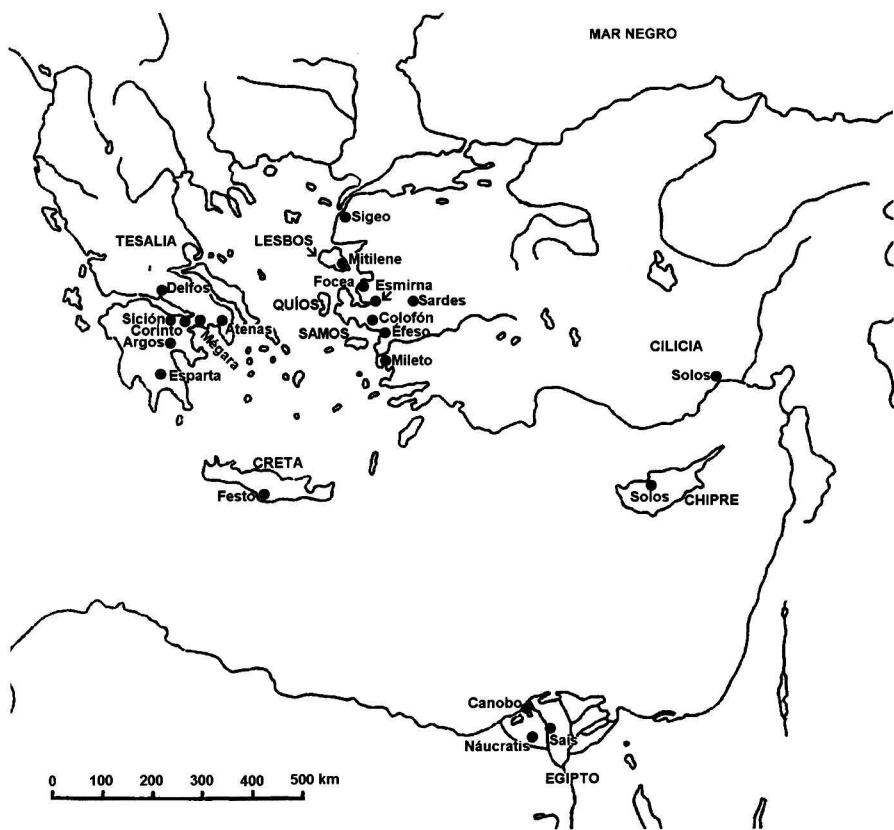 MAR NEGRO
Sigeo
TESALIA
LESBOS
Mitilene
Focea
Esmirna
Delfos
QUÍOS
Sardes
Sición
Corinto
Mégara
Atenas
SAMOS
Colofón
Éfeso
Argos
CILICIA
Mileto
Esparta
Solos
CRETA
Festo
Solos
CHIPRE
Canobo
Náucratis
Sais
EGIPTO
0 100 200 300 400 500 km